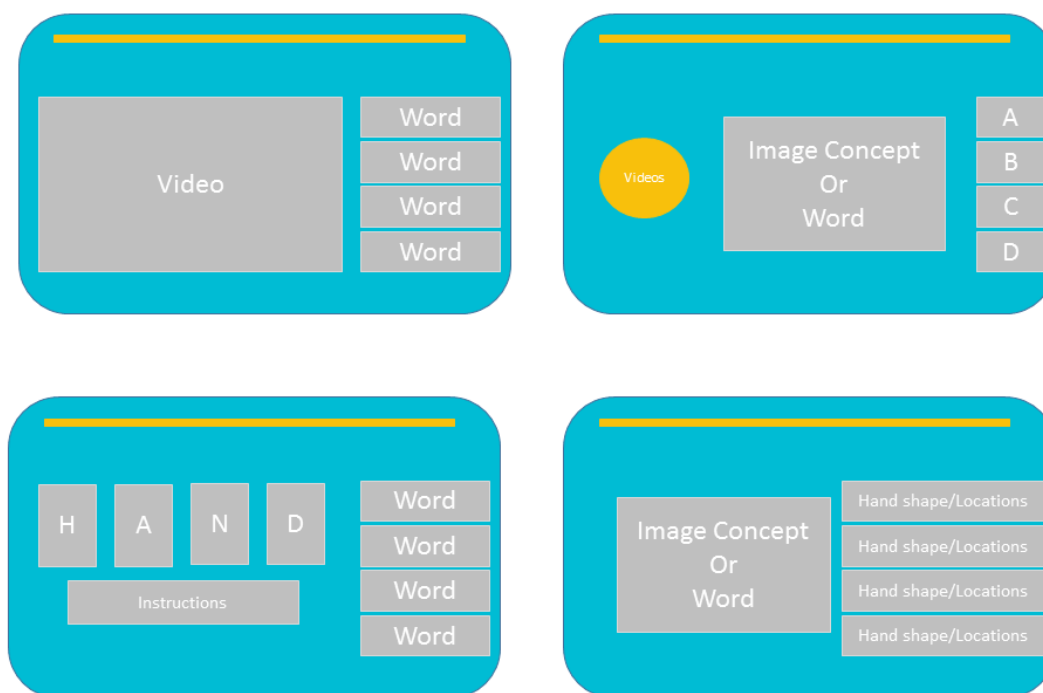 Video
Word
Word
Word
Word
Videos
Image Concept
Or
Word
A
B
C
D
H A N D
Instructions
Word
Word
Word
Word
Image Concept
Or
Word
Hand shape/Locations
Hand shape/Locations
Hand shape/Locations
Hand shape/Locations